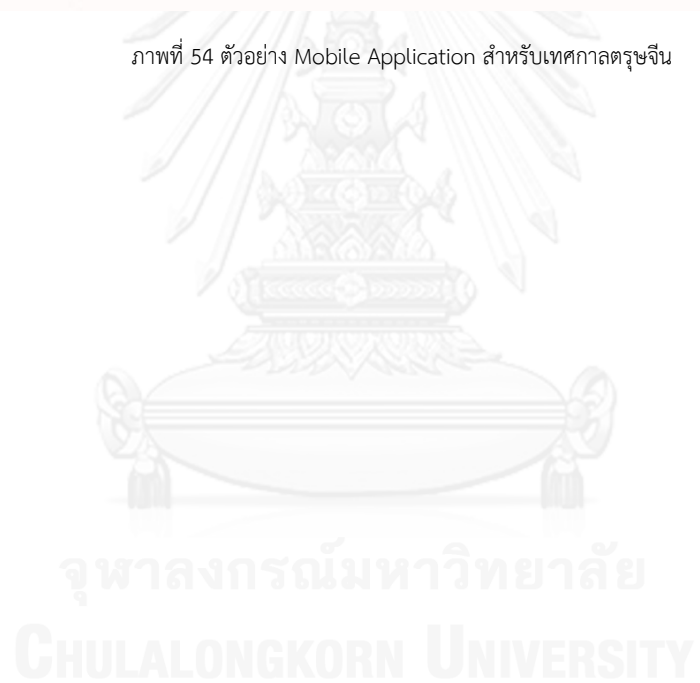 ภาพที่ 54 ตัวอย่าง Mobile Application สำหรับเทศกาลตรุษจีน
จุฬาลงกรณ์มหาวิทยาลัย
CHULALONGKORN UNIVERSITY